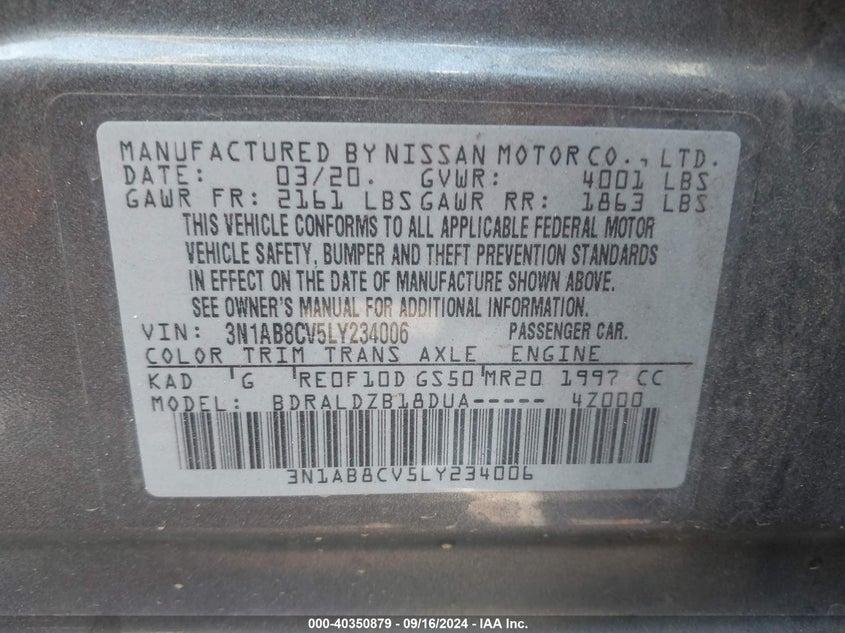 MANUFACTURED BY NISSAN MOTOR CO., LTD.
DATE: 03/20. GVWR: 4001 LBS
GAWR FR: 2161 LBS GAWR RR: 1863 LBS
THIS VEHICLE CONFORMS TO ALL APPLICABLE FEDERAL MOTOR
VEHICLE SAFETY, BUMPER AND THEFT PREVENTION STANDARDS
IN EFFECT ON THE DATE OF MANUFACTURE SHOWN ABOVE.
SEE OWNER'S MANUAL FOR ADDITIONAL INFORMATION.
VIN: 3N1AB8CV5LY234006 PASSENGER CAR.
COLOR TRIM TRANS AXLE ENGINE
KAD G RE0F10D GS50 MR20 1997 CC
MODEL: BDRALDZB18DUA----- 4Z000
3N1AB8CV5LY234006
000-40350879 - 09/16/2024 - IAA Inc.